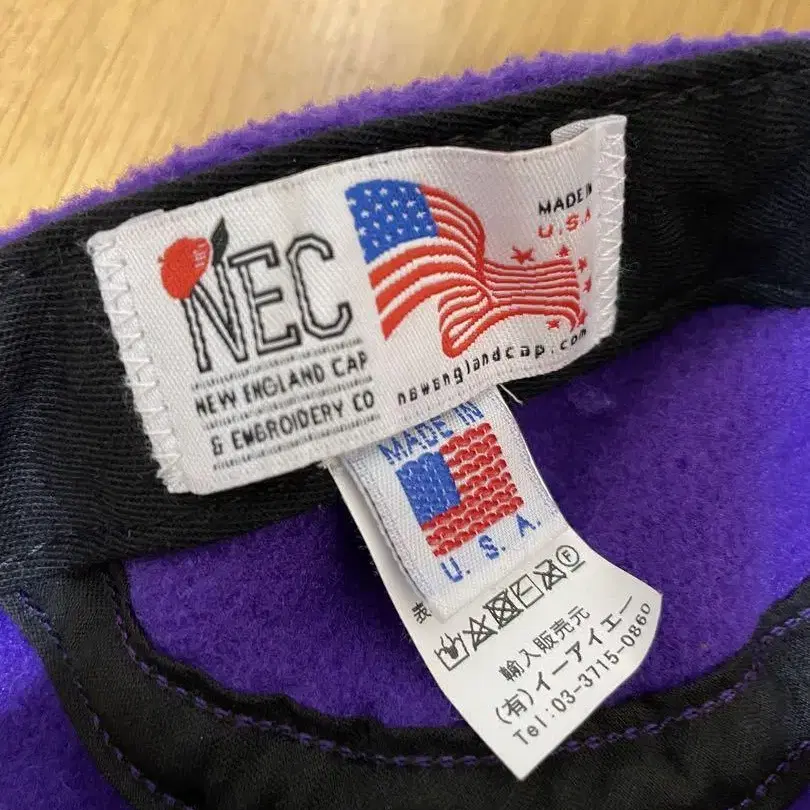 NEC
NEW ENGLAND CAP
& EMBROIDERY CO
MADE IN
U.S.A
newenglandcap.com
MADE IN
U. S. A.
表
F
輸入販売元
(有)イーアイエー
Tel:03-3715-0860